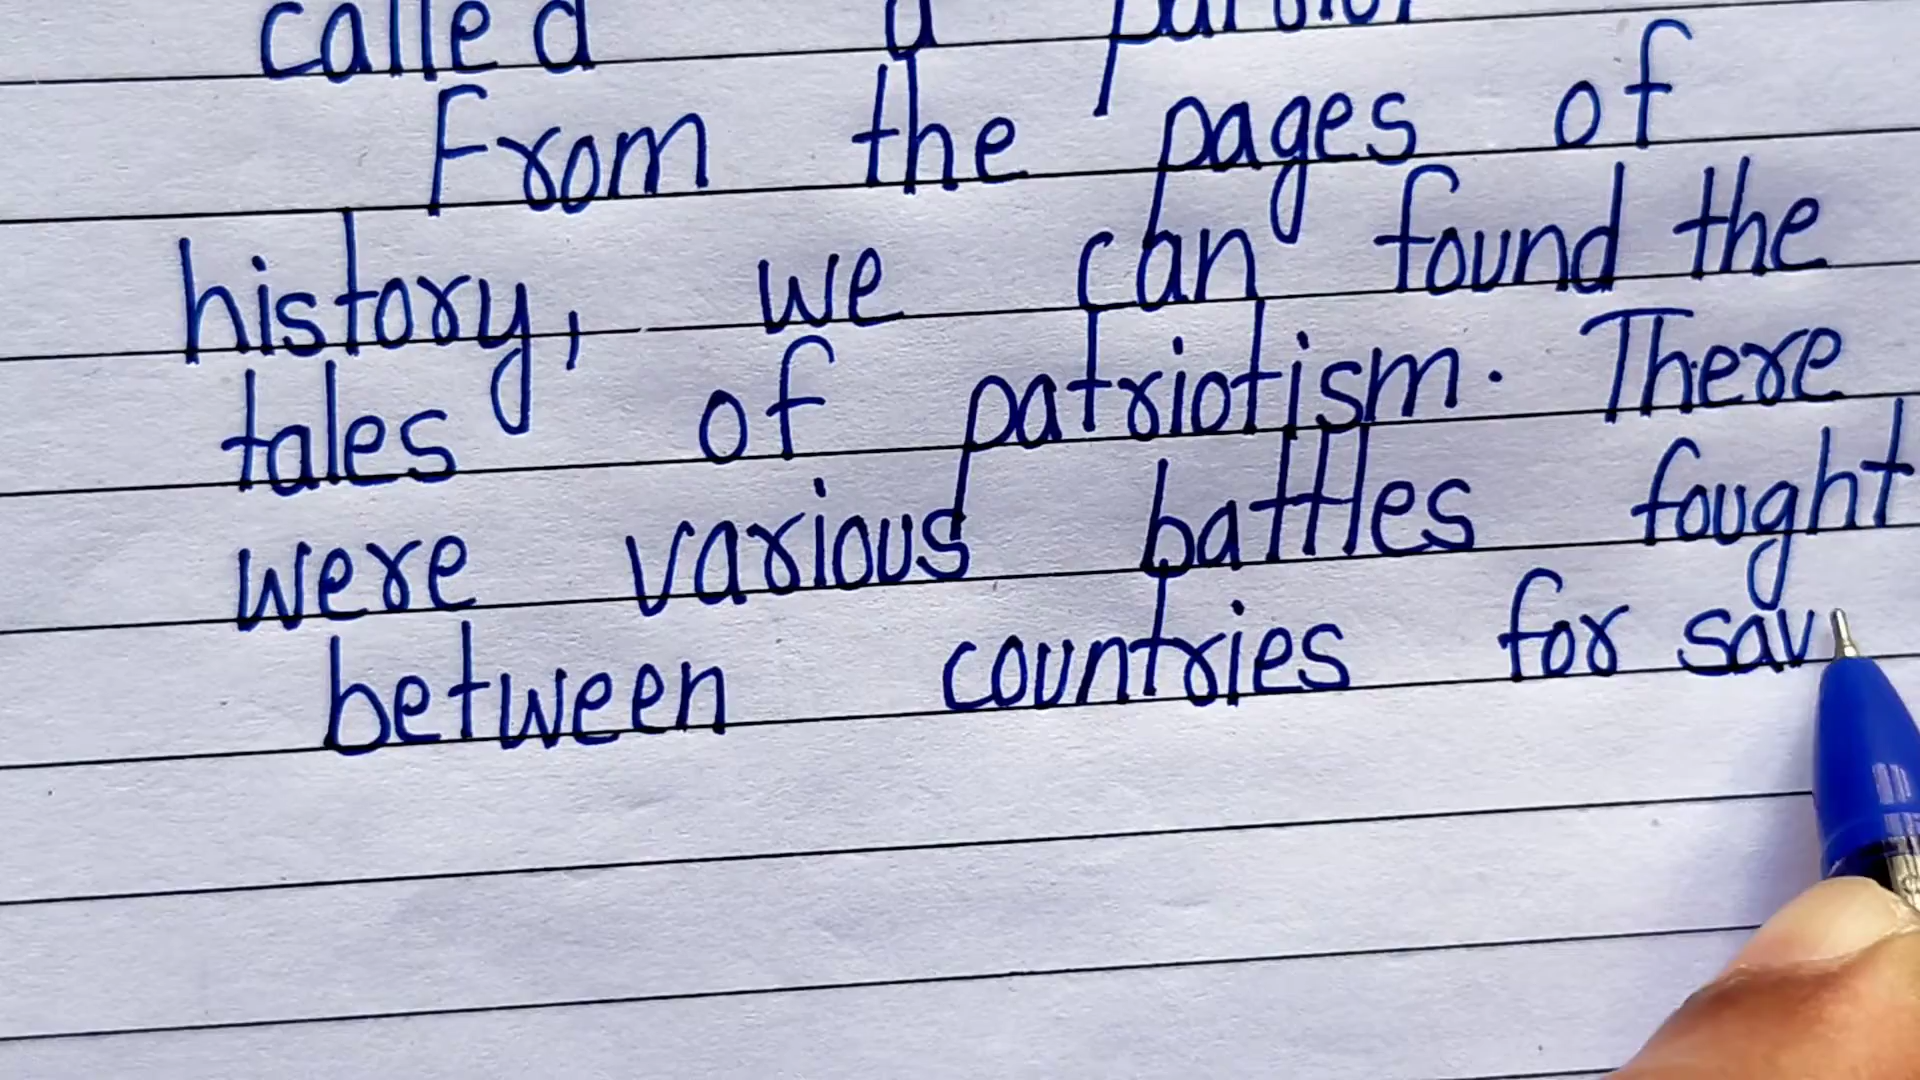 called a
From the pages of
history, we can found the
tales of patriotism. There
were various battles fought
between countries for sav